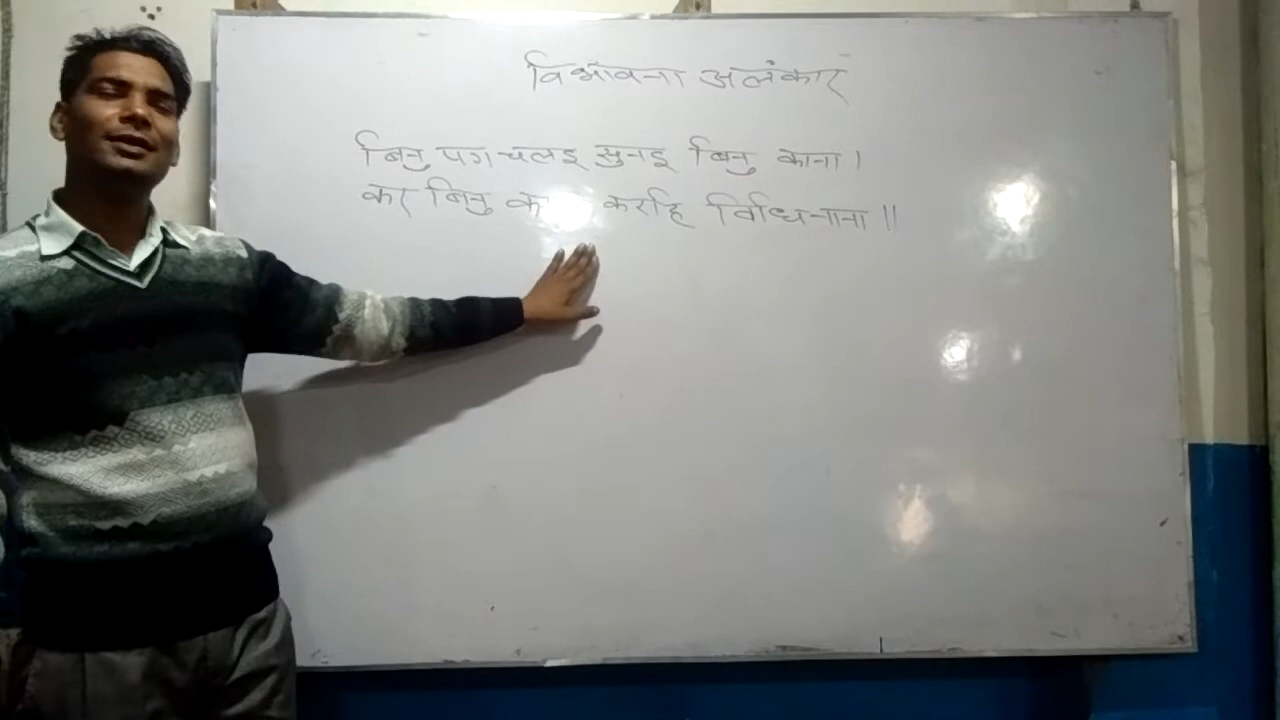 विभावना अलंकार
बिनु पग चलइ सुनइ बिनु काना।
कर बिनु करहि विधि नाना॥